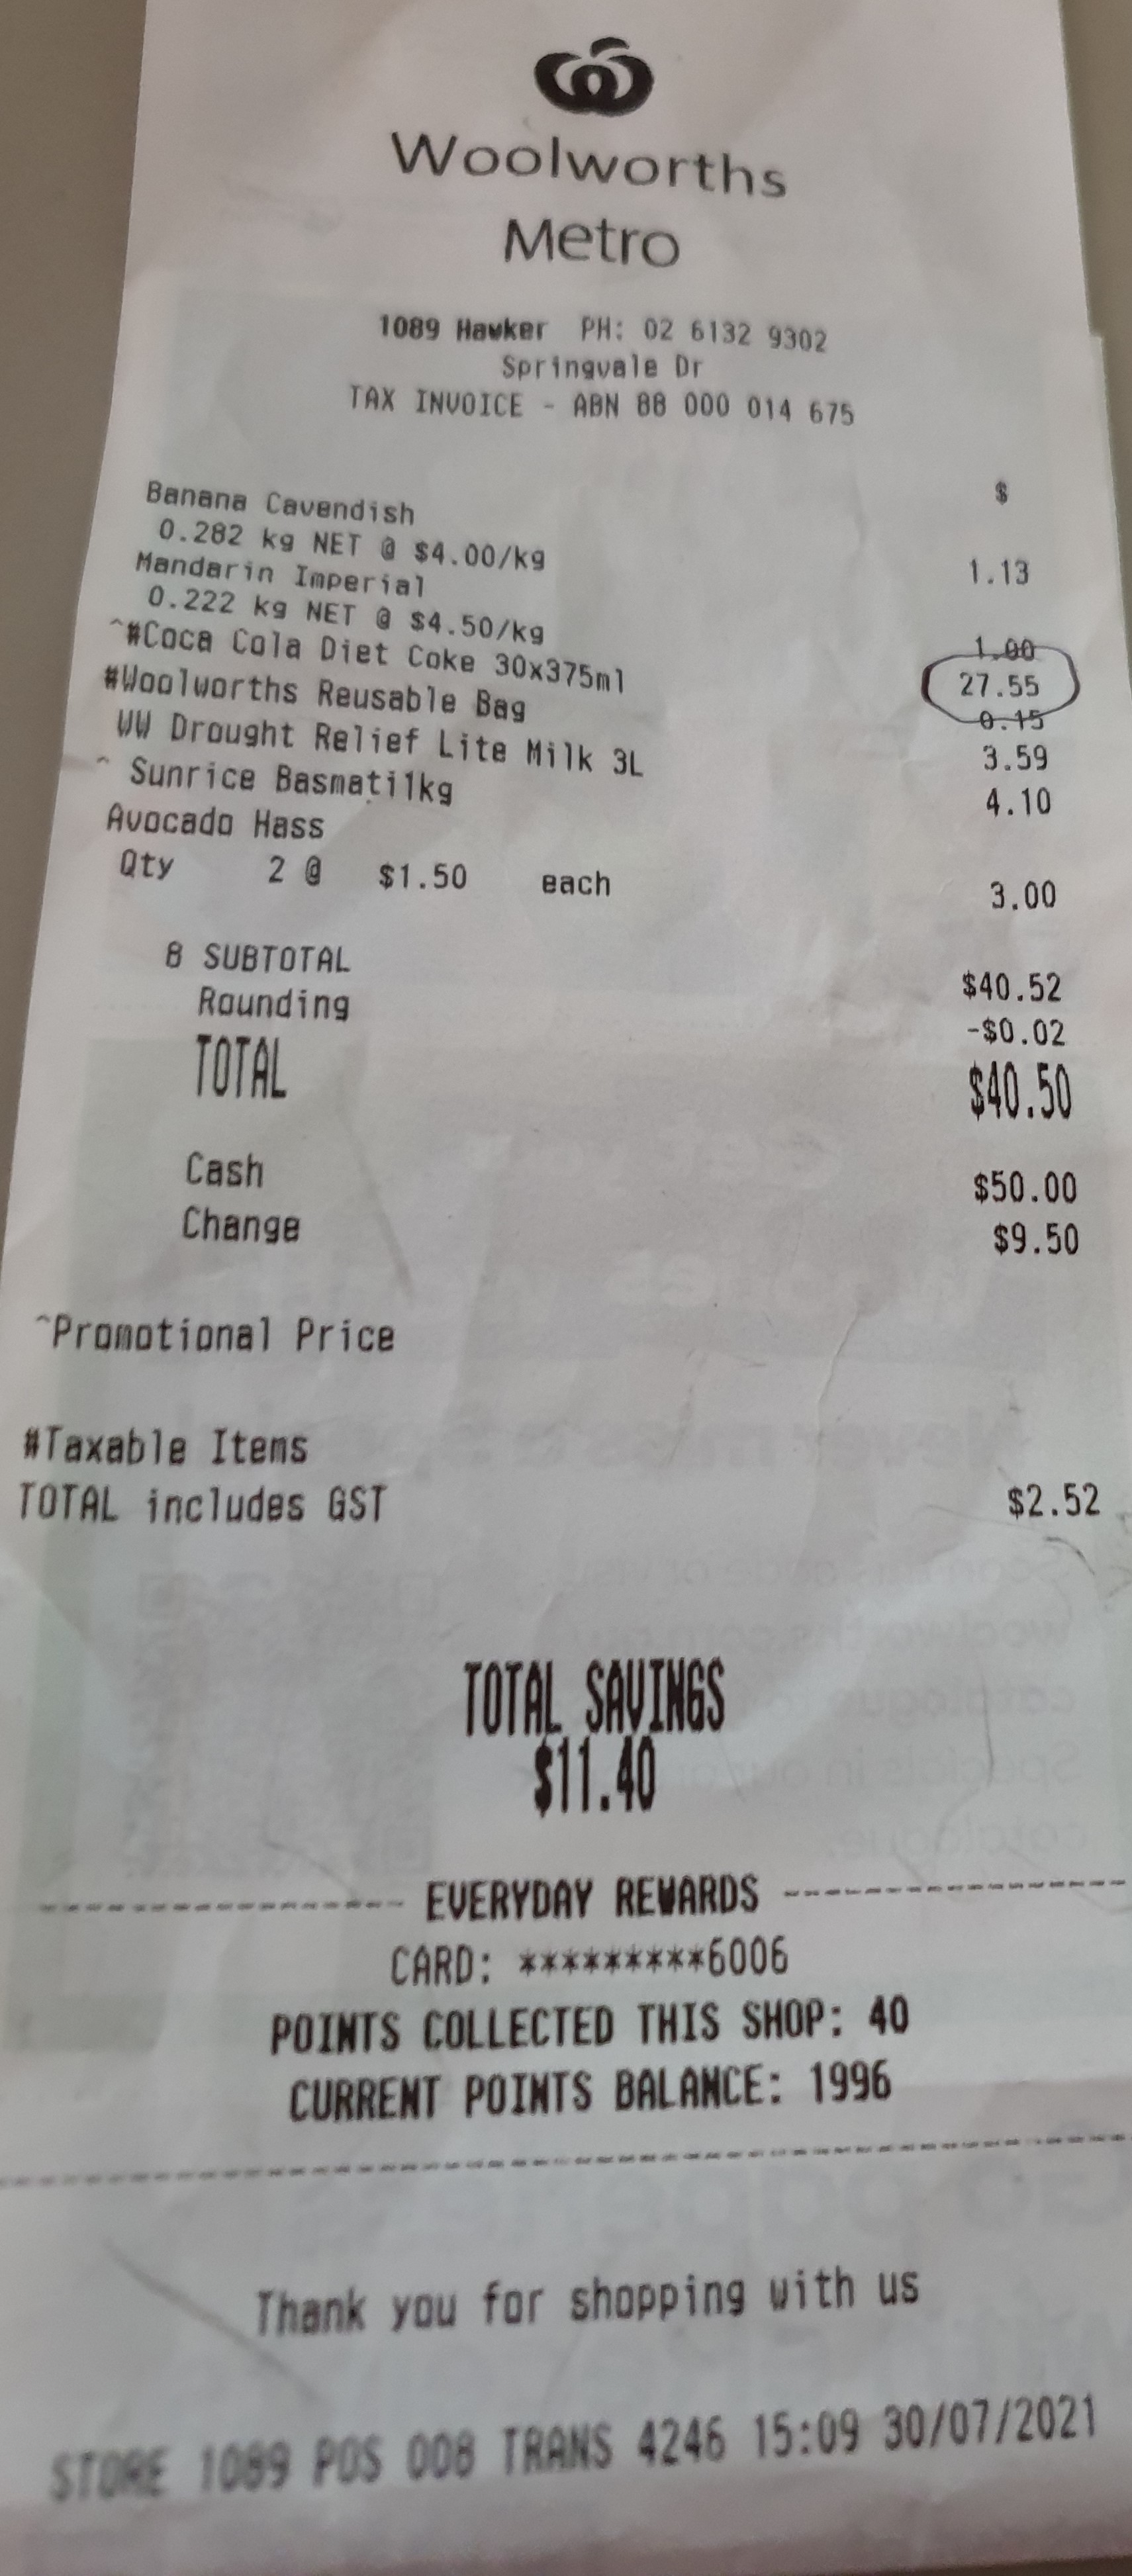 Woolworths
Metro
1089 Hawker PH: 02 6132 9302
Springvale Dr
TAX INVOICE - ABN 88 000 014 675
$
Banana Cavendish
0.282 kg NET @ $4.00/kg 1.13
Mandarin Imperial
0.222 kg NET @ $4.50/kg 1.00
^#Coca Cola Diet Coke 30x375ml 27.55
#Woolworths Reusable Bag 0.15
WW Drought Relief Lite Milk 3L 3.59
^ Sunrice Basmati1kg 4.10
Avocado Hass
Qty 2 @ $1.50 each 3.00
8 SUBTOTAL $40.52
Rounding -$0.02
TOTAL $40.50
Cash $50.00
Change $9.50
^Promotional Price
#Taxable Items
TOTAL includes GST $2.52
TOTAL SAVINGS
$11.40
EVERYDAY REWARDS
CARD: *********6006
POINTS COLLECTED THIS SHOP: 40
CURRENT POINTS BALANCE: 1996
Thank you for shopping with us
STORE 1089 POS 008 TRANS 4246 15:09 30/07/2021